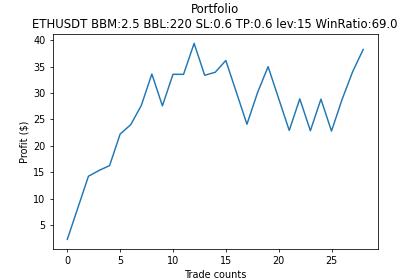 Portfolio
ETHUSDT BBM:2.5 BBL:220 SL:0.6 TP:0.6 lev:15 WinRatio:69.0
40
35
30
25
20
15
10
5
Profit ($)
0 5 10 15 20 25
Trade counts